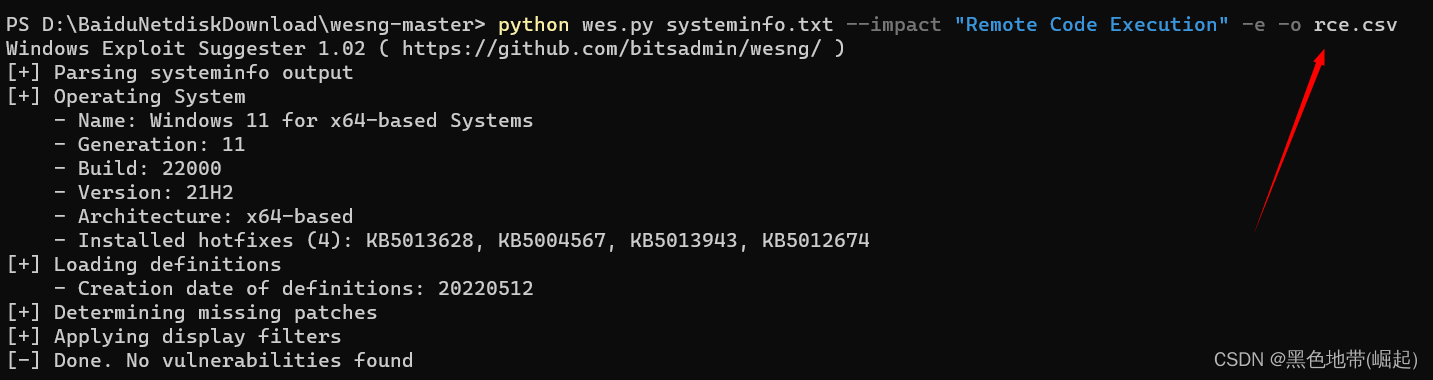 PS D:\BaiduNetdiskDownload\wesng-master> python wes.py systeminfo.txt --impact "Remote Code Execution" -e -o rce.csv
Windows Exploit Suggester 1.02 ( https://github.com/bitsadmin/wesng/ )
[+] Parsing systeminfo output
[+] Operating System
    - Name: Windows 11 for x64-based Systems
    - Generation: 11
    - Build: 22000
    - Version: 21H2
    - Architecture: x64-based
    - Installed hotfixes (4): KB5013628, KB5004567, KB5013943, KB5012674
[+] Loading definitions
    - Creation date of definitions: 20220512
[+] Determining missing patches
[+] Applying display filters
[-] Done. No vulnerabilities found
CSDN @黑色地带(崛起)